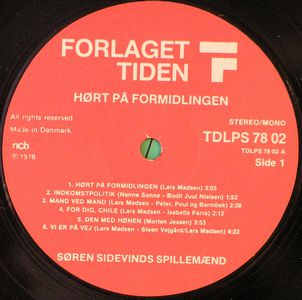 FORLAGET
TIDEN
HØRT PÅ FORMIDLINGEN
All rights reserved
Made in Denmark
ncb
Ⓟ 1978
STEREO/MONO
TDLPS 78 02
TDLPS 78 02 A
Side 1
1. HØRT PÅ FORMIDLINGEN (Lars Madsen) 3:05
2. INDKOMSTPOLITIK (Nanna Sonne - Bodil Juul Nielsen) 1:52
3. MAND VED MAND (Lars Madsen - Peter, Poul og Barmbek) 2:38
4. FOR DIG, CHILE (Lars Madsen - Isabella Parra) 2:12
5. DEN MED HØNEN (Morten Jessen) 3:53
6. VI ER PÅ VEJ (Lars Madsen - Steen Vejgård/Lars Madsen) 4:22
SØREN SIDEVINDS SPILLEMÆND